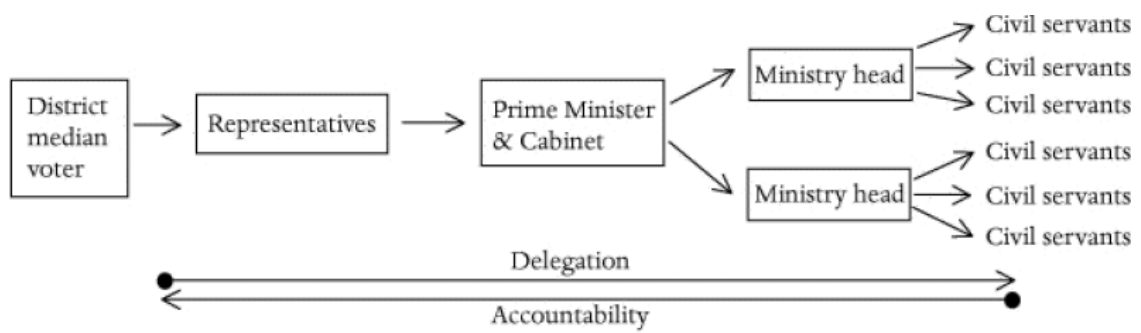 District
median
voter
Representatives
Prime Minister
& Cabinet
Ministry head
Civil servants
Civil servants
Civil servants
Ministry head
Civil servants
Civil servants
Civil servants
Delegation
Accountability